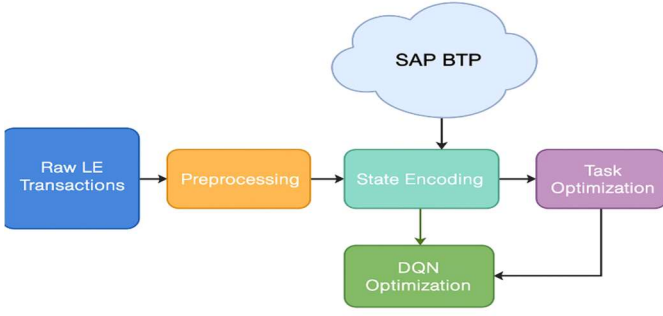 SAP BTP
Raw LE
Transactions
Preprocessing
State Encoding
Task
Optimization
DQN
Optimization